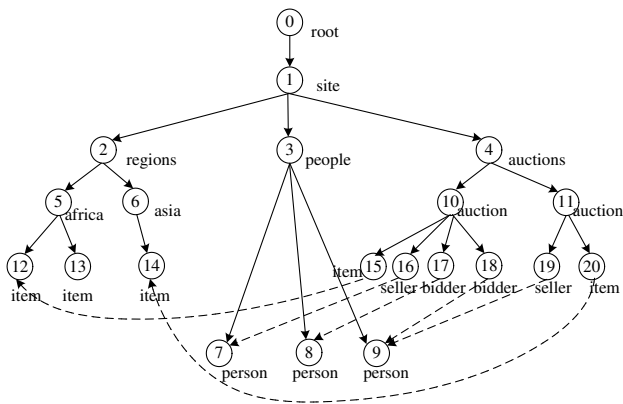 0
root
1
site
2
regions
3
people
4
auctions
5
africa
6
asia
10
auction
11
auction
12
item
13
item
14
item
item
15
16
seller
17
bidder
18
bidder
19
seller
20
item
7
person
8
person
9
person